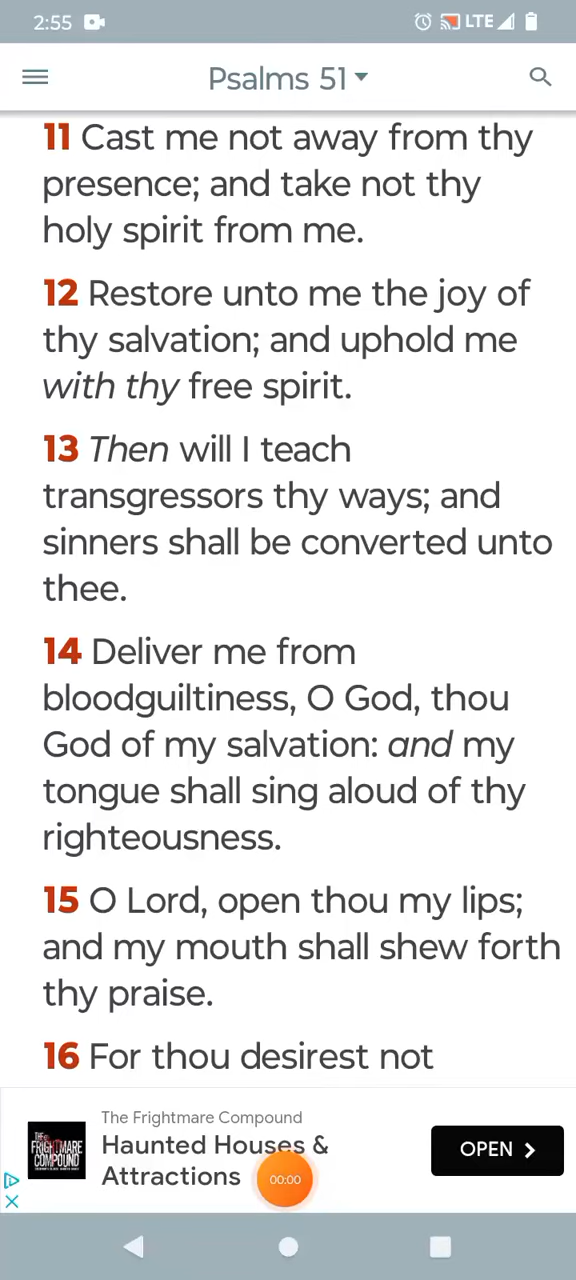 2:55 LTE
Psalms 51
11 Cast me not away from thy
presence; and take not thy
holy spirit from me.
12 Restore unto me the joy of
thy salvation; and uphold me
with thy free spirit.
13 Then will I teach
transgressors thy ways; and
sinners shall be converted unto
thee.
14 Deliver me from
bloodguiltiness, O God, thou
God of my salvation: and my
tongue shall sing aloud of thy
righteousness.
15 O Lord, open thou my lips;
and my mouth shall shew forth
thy praise.
16 For thou desirest not
The Frightmare Compound
Haunted Houses &
Attractions
THE
FRIGHTMARE
COMPOUND
OPEN
00:00